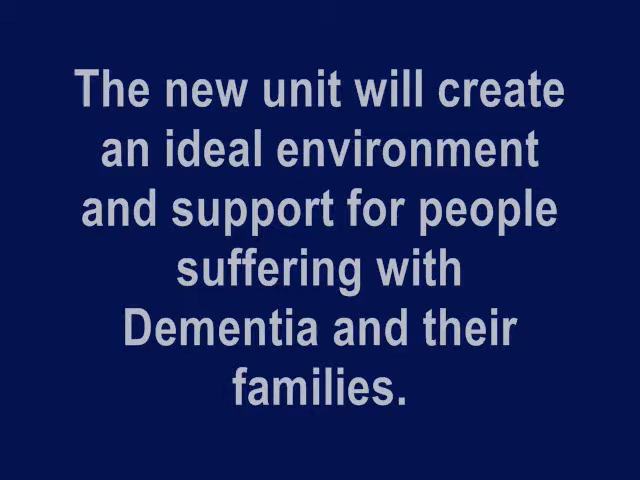 The new unit will create
an ideal environment
and support for people
suffering with
Dementia and their
families.